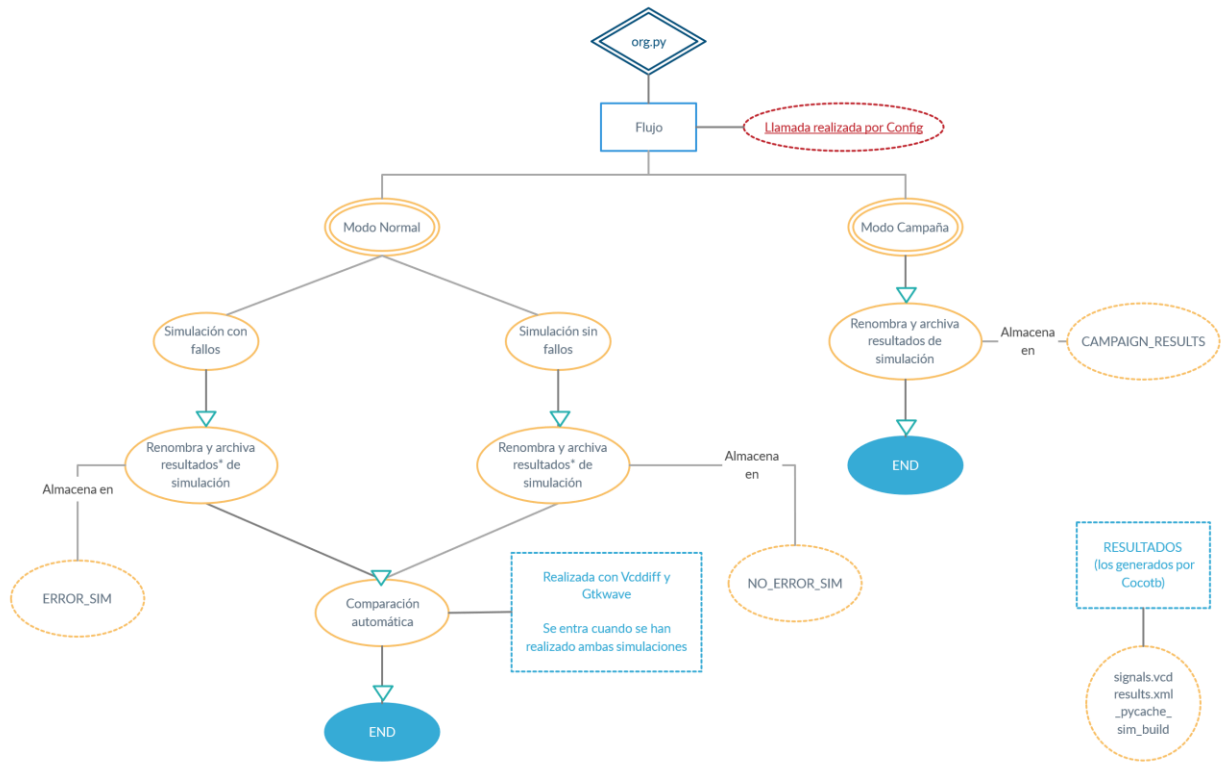 org.py
Flujo
Llamada realizada por Config
Modo Normal
Modo Campaña
Simulación con
fallos
Simulación sin
fallos
Renombra y archiva
resultados de
simulación
Almacena
en
CAMPAIGN_RESULTS
Renombra y archiva
resultados* de
simulación
Renombra y archiva
resultados* de
simulación
Almacena en
Almacena
en
END
ERROR_SIM
NO_ERROR_SIM
Comparación
automática
Realizada con Vcddiff y
Gtkwave
Se entra cuando se han
realizado ambas simulaciones
RESULTADOS
(los generados por
Cocotb)
signals.vcd
results.xml
_pycache_
sim_build
END